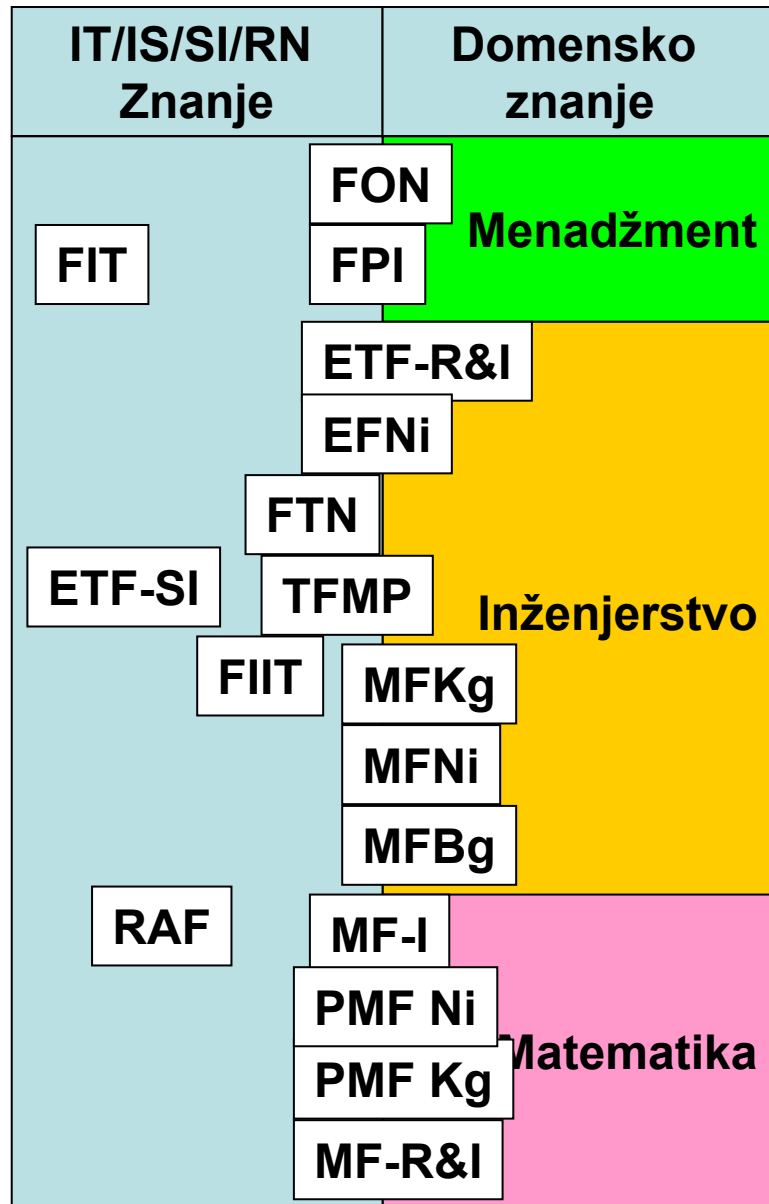 IT/IS/SI/RN
Znanje
Domensko
znanje
FON
Menadžment
FIT
FPI
ETF-R&I
EFNi
FTN
ETF-SI
TFMP
Inženjerstvo
FIIT
MFKg
MFNi
MFBg
RAF
MF-I
PMF Ni
Matematika
PMF Kg
MF-R&I